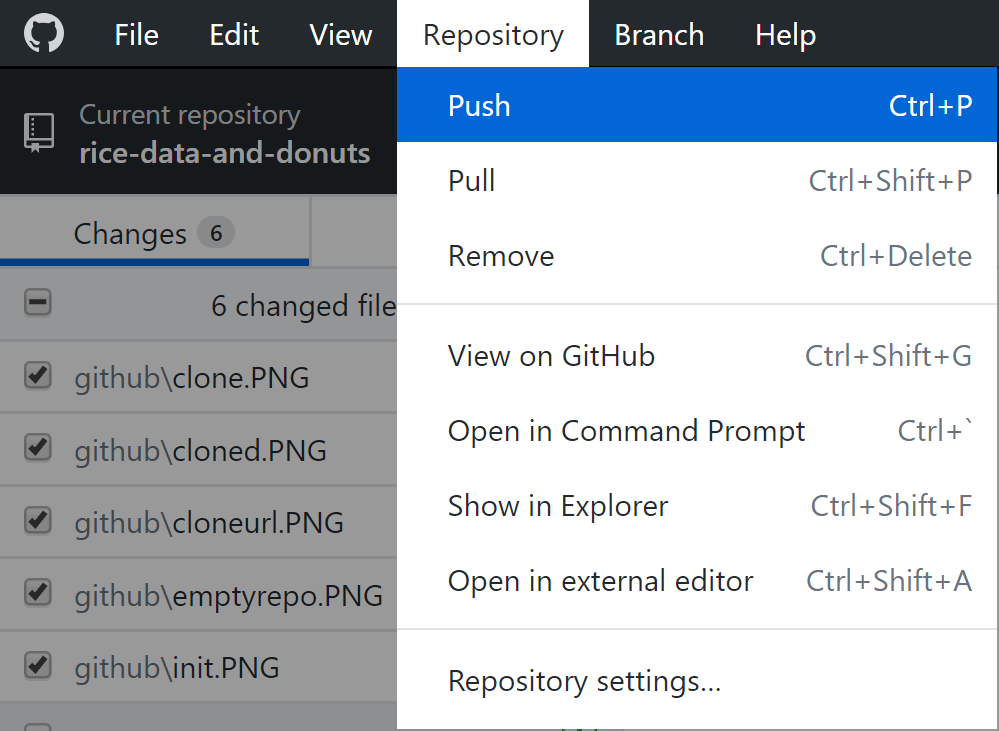 File Edit View Repository Branch Help
Current repository
rice-data-and-donuts
Changes 6
6 changed file
github\clone.PNG
github\cloned.PNG
github\cloneurl.PNG
github\emptyrepo.PNG
github\init.PNG
Push Ctrl+P
Pull Ctrl+Shift+P
Remove Ctrl+Delete
View on GitHub Ctrl+Shift+G
Open in Command Prompt Ctrl+`
Show in Explorer Ctrl+Shift+F
Open in external editor Ctrl+Shift+A
Repository settings...